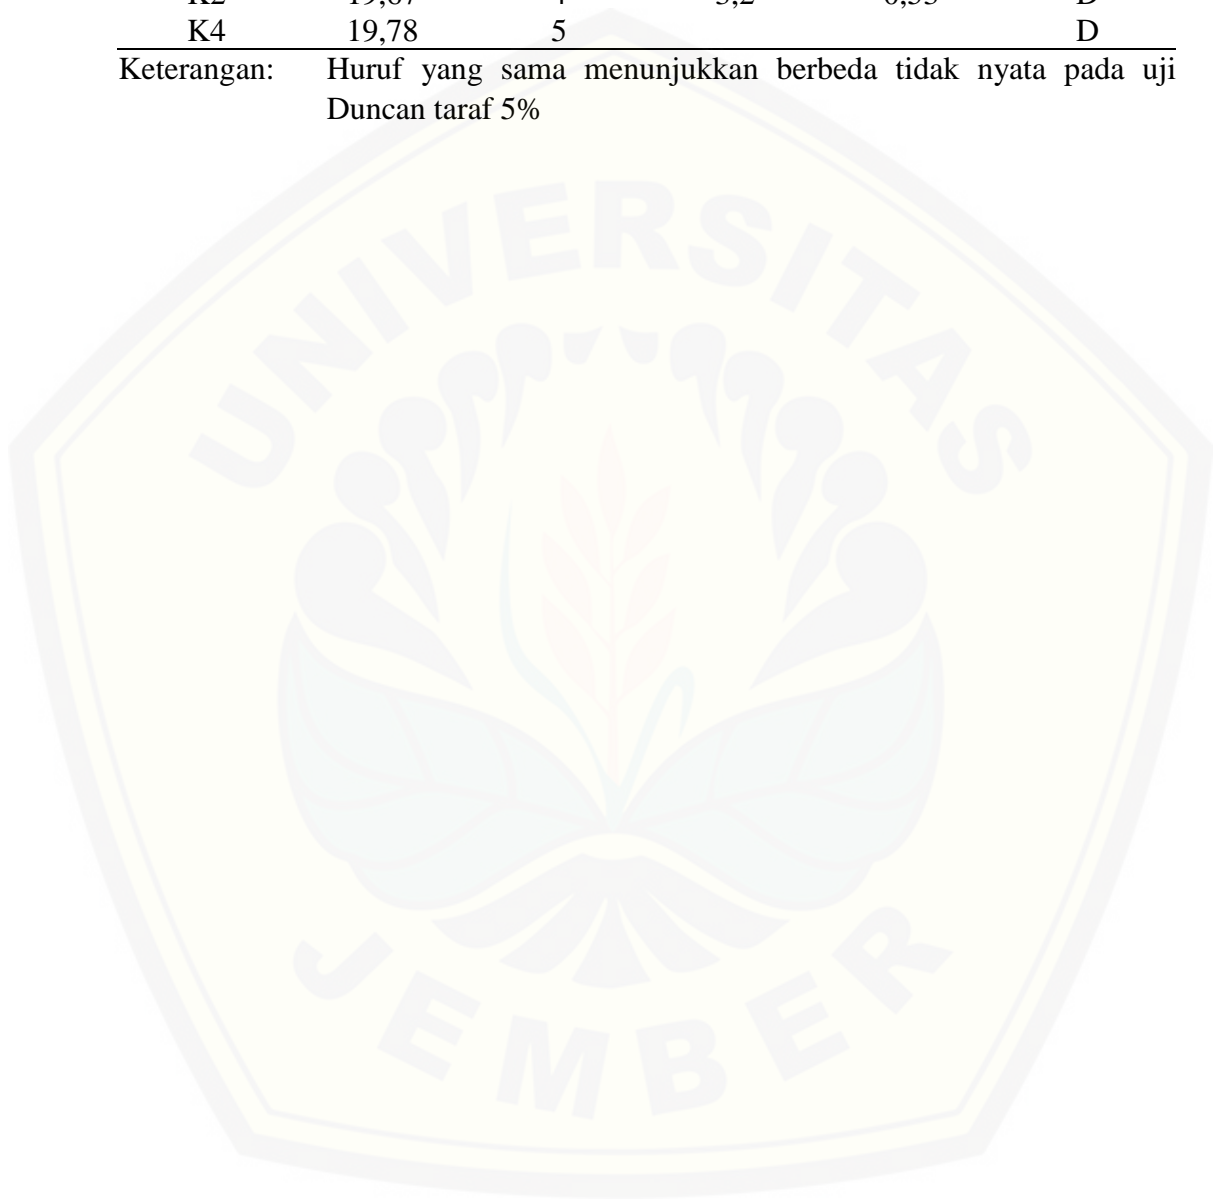 K4 19,78 5 D
Keterangan: Huruf yang sama menunjukkan berbeda tidak nyata pada uji
Duncan taraf 5%
UNIVERSITAS
JEMBER